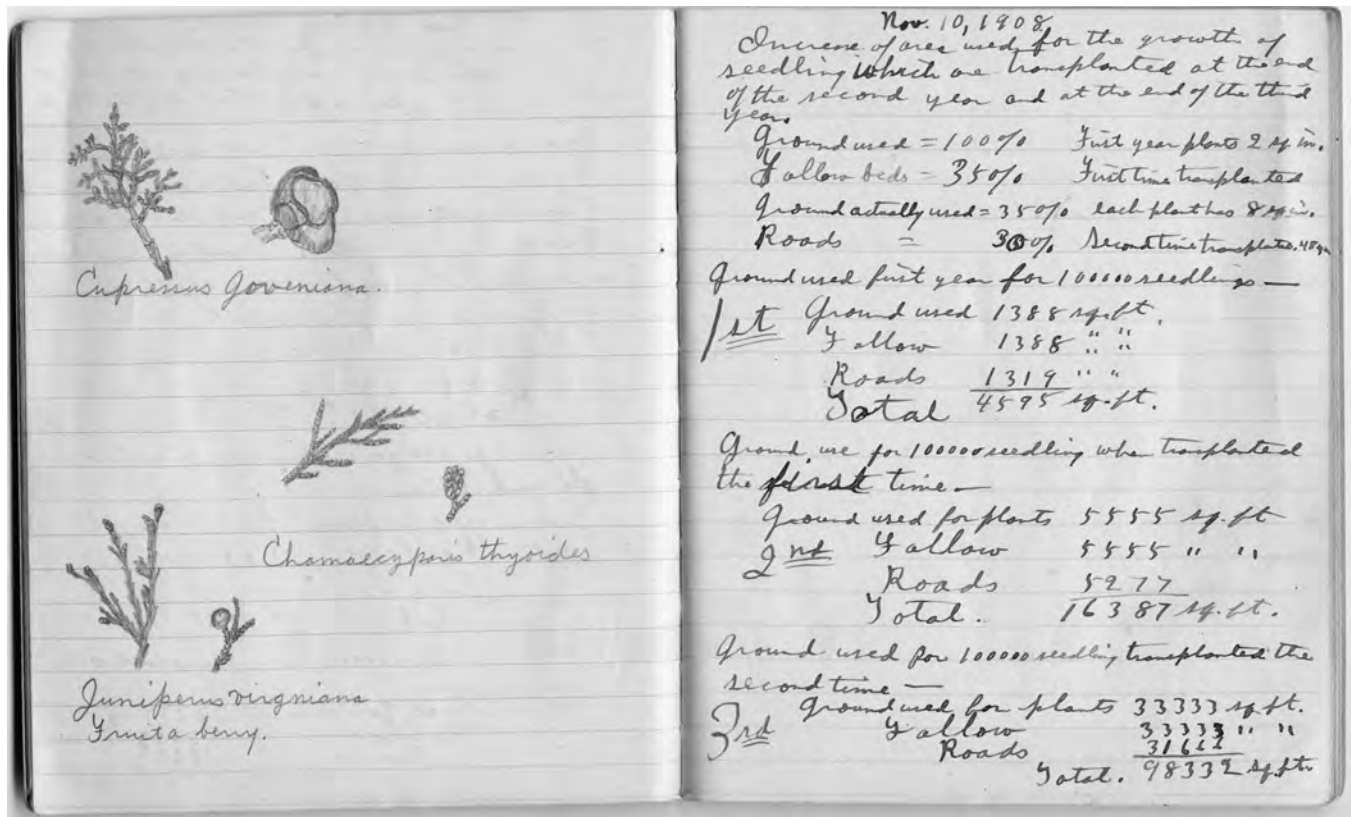 Cupressus Goveniana.
Chamaecyparis thyoides
Juniperus virgniana
Fruit a berry.
Nov. 10, 1908
Increase of area used for the growth of
seedling which are transplanted at the end
of the second year and at the end of the third
year.
Ground used = 100% First year plants 2 sq in.
Fallow beds = 35% First time transplanted
Ground actually used = 35% each plant has 8 sq in.
Roads = 30% Second time 48
Ground used first year for 100000 seedlings —
1st Ground used 1388 sq. ft.
Fallow 1388 " "
Roads 1319 " "
Total 4595 sq. ft.
Ground use for 100000 seedling when transplanted
the first time —
Ground used for plants 5555 sq. ft
2nd Fallow 5555 " "
Roads 5277
Total. 16387 sq. ft.
Ground used for 100000 seedling transplanted the
second time —
Ground used for plants 33333 sq. ft.
3rd Fallow 33333 " "
Roads 31666
Total. 98332 sq. ft.